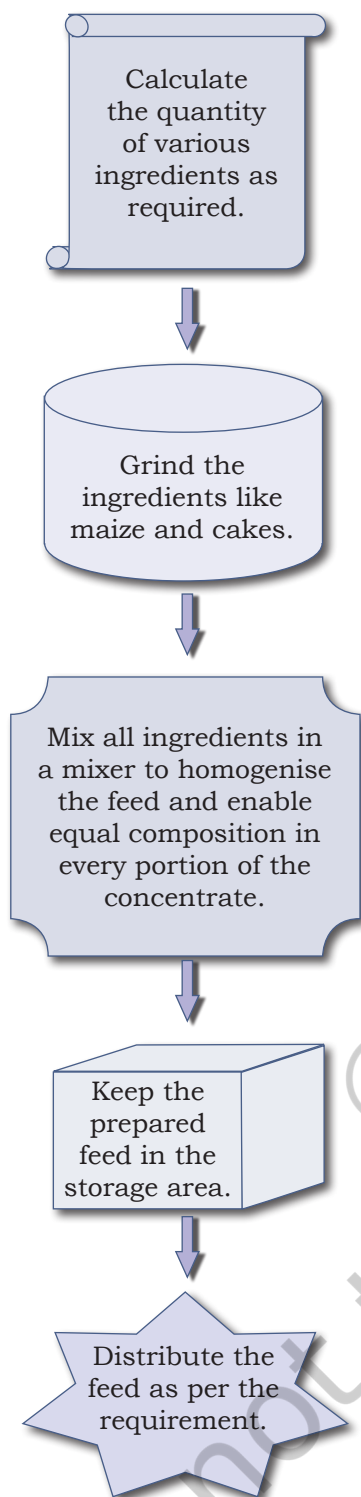 Calculate
the quantity
of various
ingredients as
required.
Grind the
ingredients like
maize and cakes.
Mix all ingredients in
a mixer to homogenise
the feed and enable
equal composition in
every portion of the
concentrate.
Keep the
prepared
feed in the
storage area.
Distribute the
feed as per the
requirement.
not t